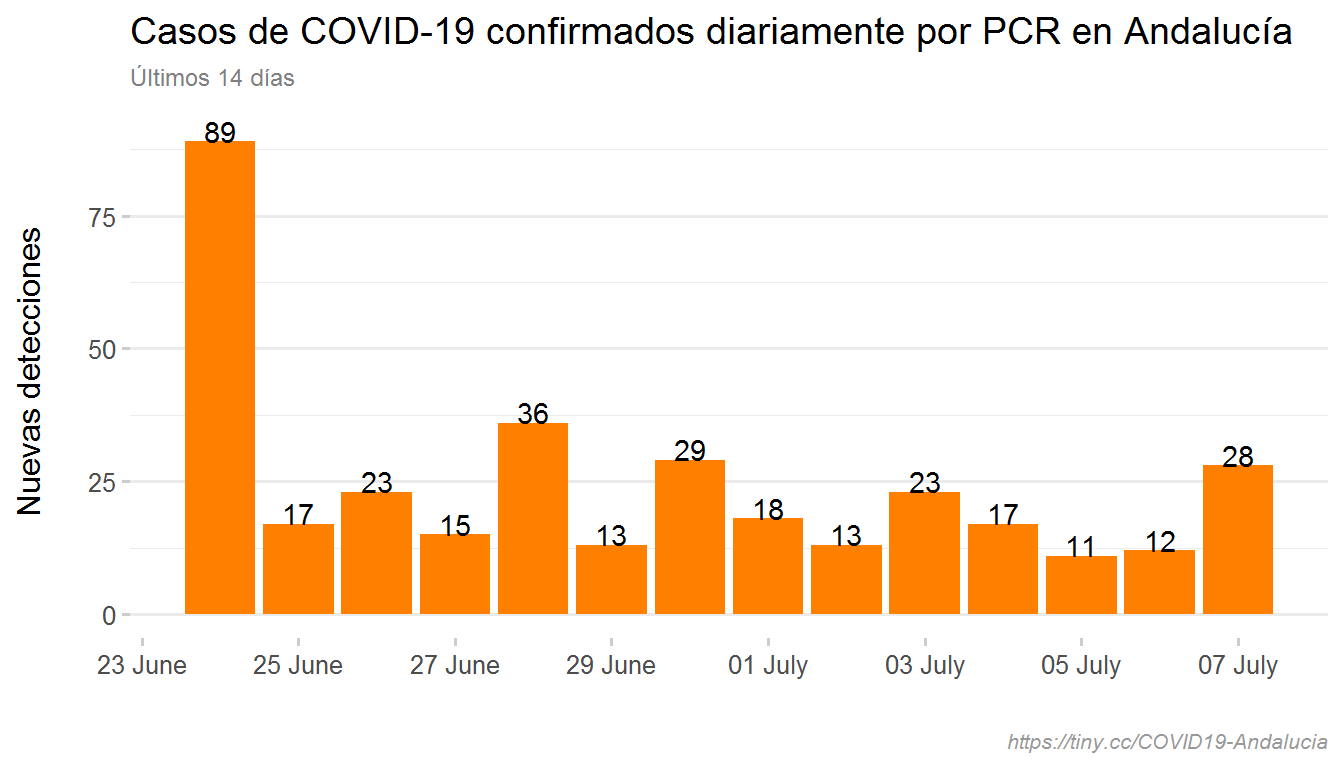 Casos de COVID-19 confirmados diariamente por PCR en Andalucía
Últimos 14 días
Nuevas detecciones
75
50
25
0
89
17
23
15
36
13
29
18
13
23
17
11
12
28
23 June
25 June
27 June
29 June
01 July
03 July
05 July
07 July
https://tiny.cc/COVID19-Andalucia